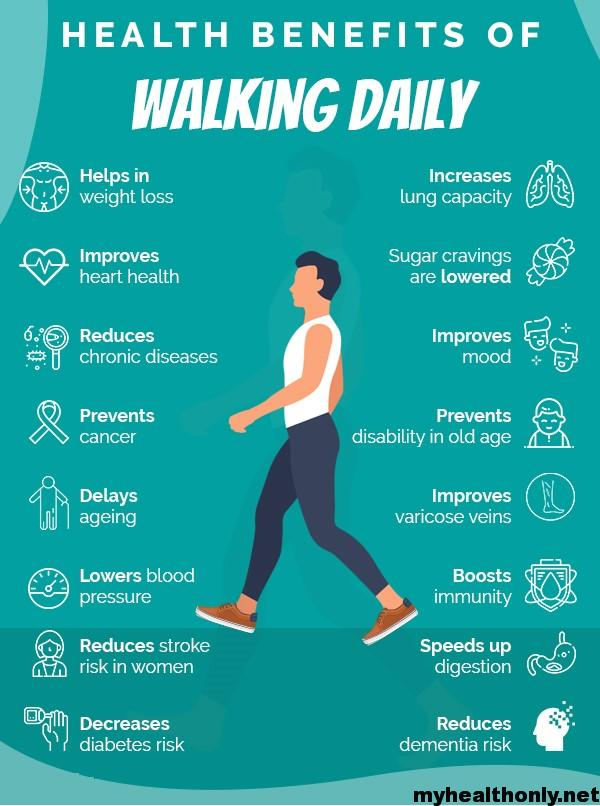 HEALTH BENEFITS OF
WALKING DAILY
Helps in
weight loss
Improves
heart health
Reduces
chronic diseases
Prevents
cancer
Delays
ageing
Lowers blood
pressure
Reduces stroke
risk in women
Decreases
diabetes risk
Increases
lung capacity
Sugar cravings
are lowered
Improves
mood
Prevents
disability in old age
Improves
varicose veins
Boosts
immunity
Speeds up
digestion
Reduces
dementia risk
myhealthonly.net